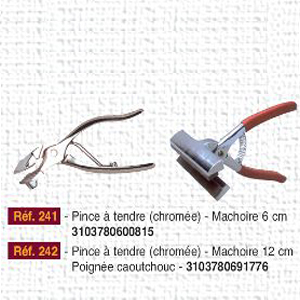 Réf. 241 - Pince à tendre (chromée) - Machoire 6 cm
3103780600815
Réf. 242 - Pince à tendre (chromée) - Machoire 12 cm
Poignée caoutchouc - 3103780691776